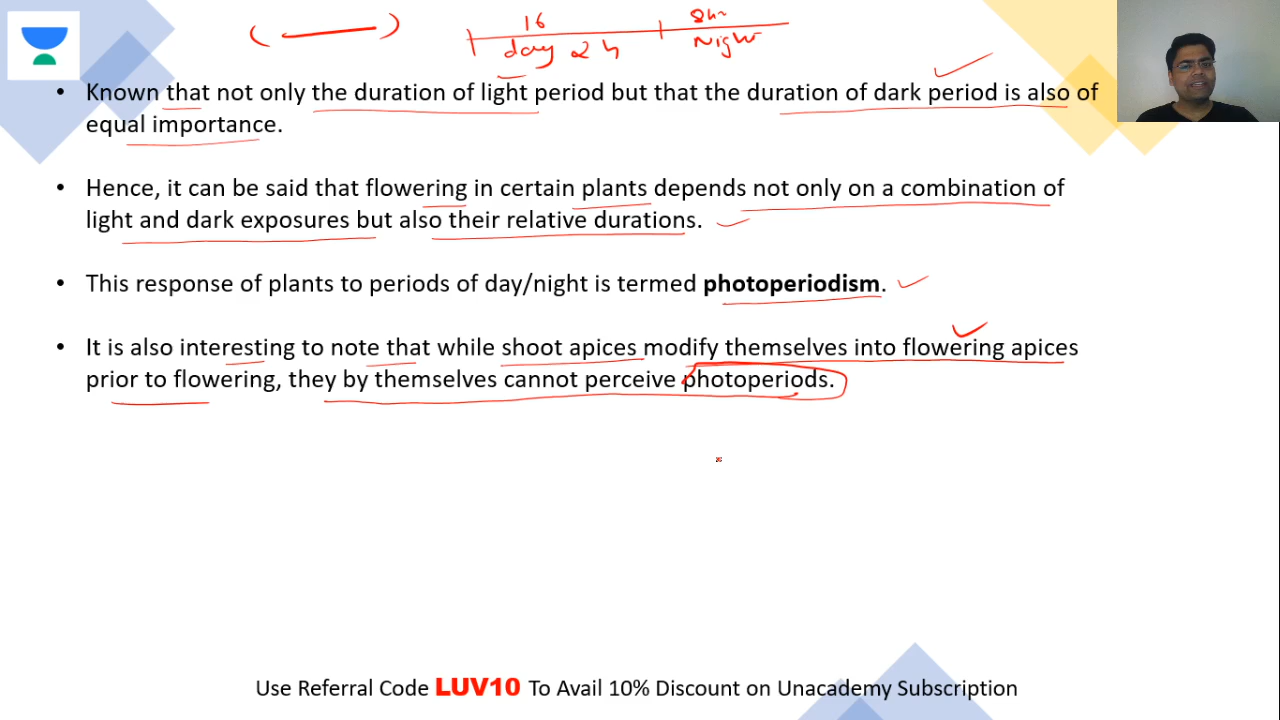 16 8hr
day 24 Night
• Known that not only the duration of light period but that the duration of dark period is also of
equal importance.
• Hence, it can be said that flowering in certain plants depends not only on a combination of
light and dark exposures but also their relative durations.
• This response of plants to periods of day/night is termed photoperiodism.
• It is also interesting to note that while shoot apices modify themselves into flowering apices
prior to flowering, they by themselves cannot perceive photoperiods.
Use Referral Code LUV10 To Avail 10% Discount on Unacademy Subscription